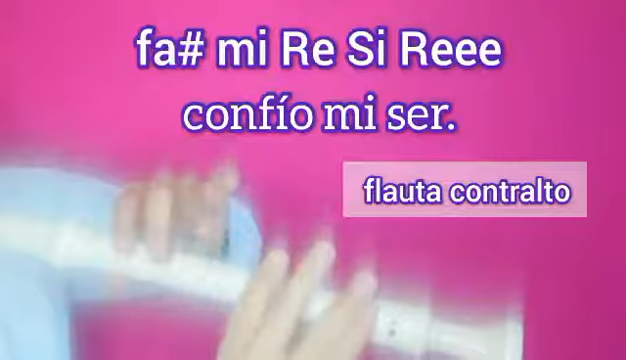 fa# mi Re Si Reee
confío mi ser.
flauta contralto